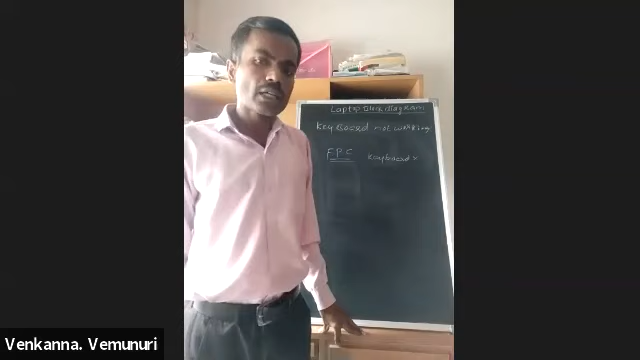 Laptop Block diagram
Key Board not working
FPC Keyboard x
Venkanna. Vemunuri